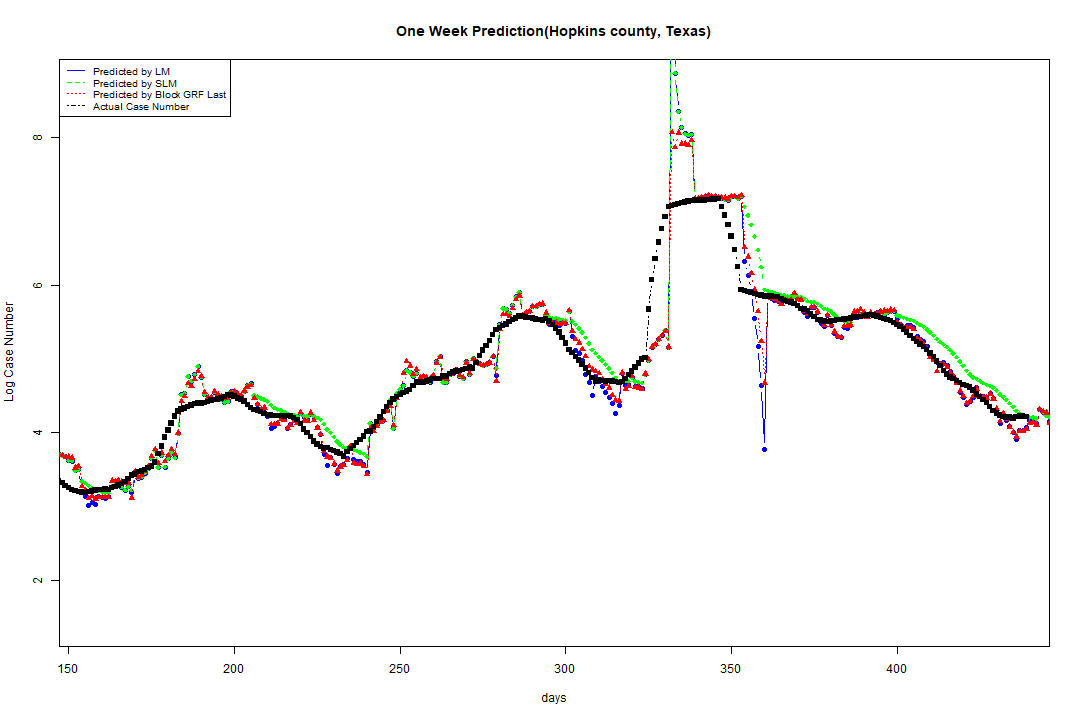 One Week Prediction(Hopkins county, Texas)
Predicted by LM
Predicted by SLM
Predicted by Block GRF Last
Actual Case Number
8
6
4
2
Log Case Number
150 200 250 300 350 400
days